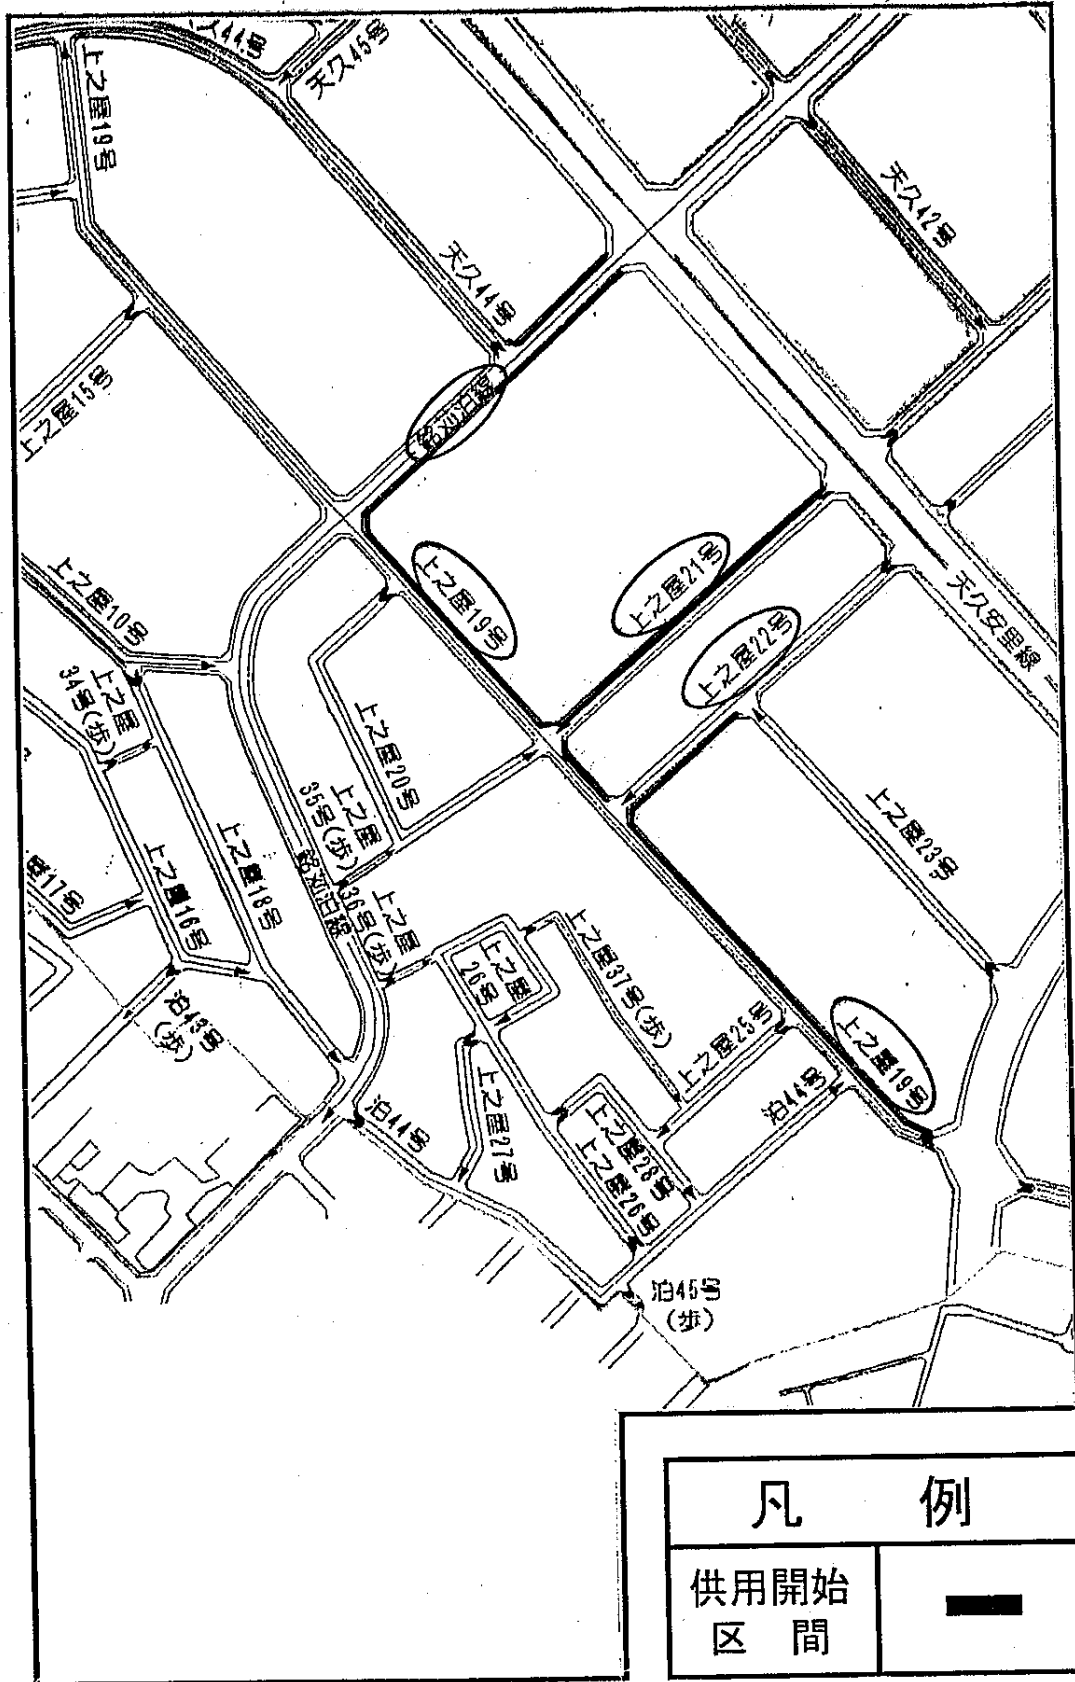 天久45号
上之屋19号
天久42号
天久44号
上之屋15号
銘苅泊線
上之屋19号
上之屋21号
上之屋10号
天久安里線
上之屋
34号(歩)
上之屋22号
上之屋20号
上之屋
35号(歩)
上之屋23号
上之屋18号
上之屋16号
銘苅泊線
上之屋
36号(歩)
上之屋
26号
上之屋37号(歩)
泊43号
(歩)
上之屋25号
上之屋19号
泊44号
泊44号
上之屋27号
上之屋28号
上之屋26号
泊45号
(歩)
凡例
供用開始
区間